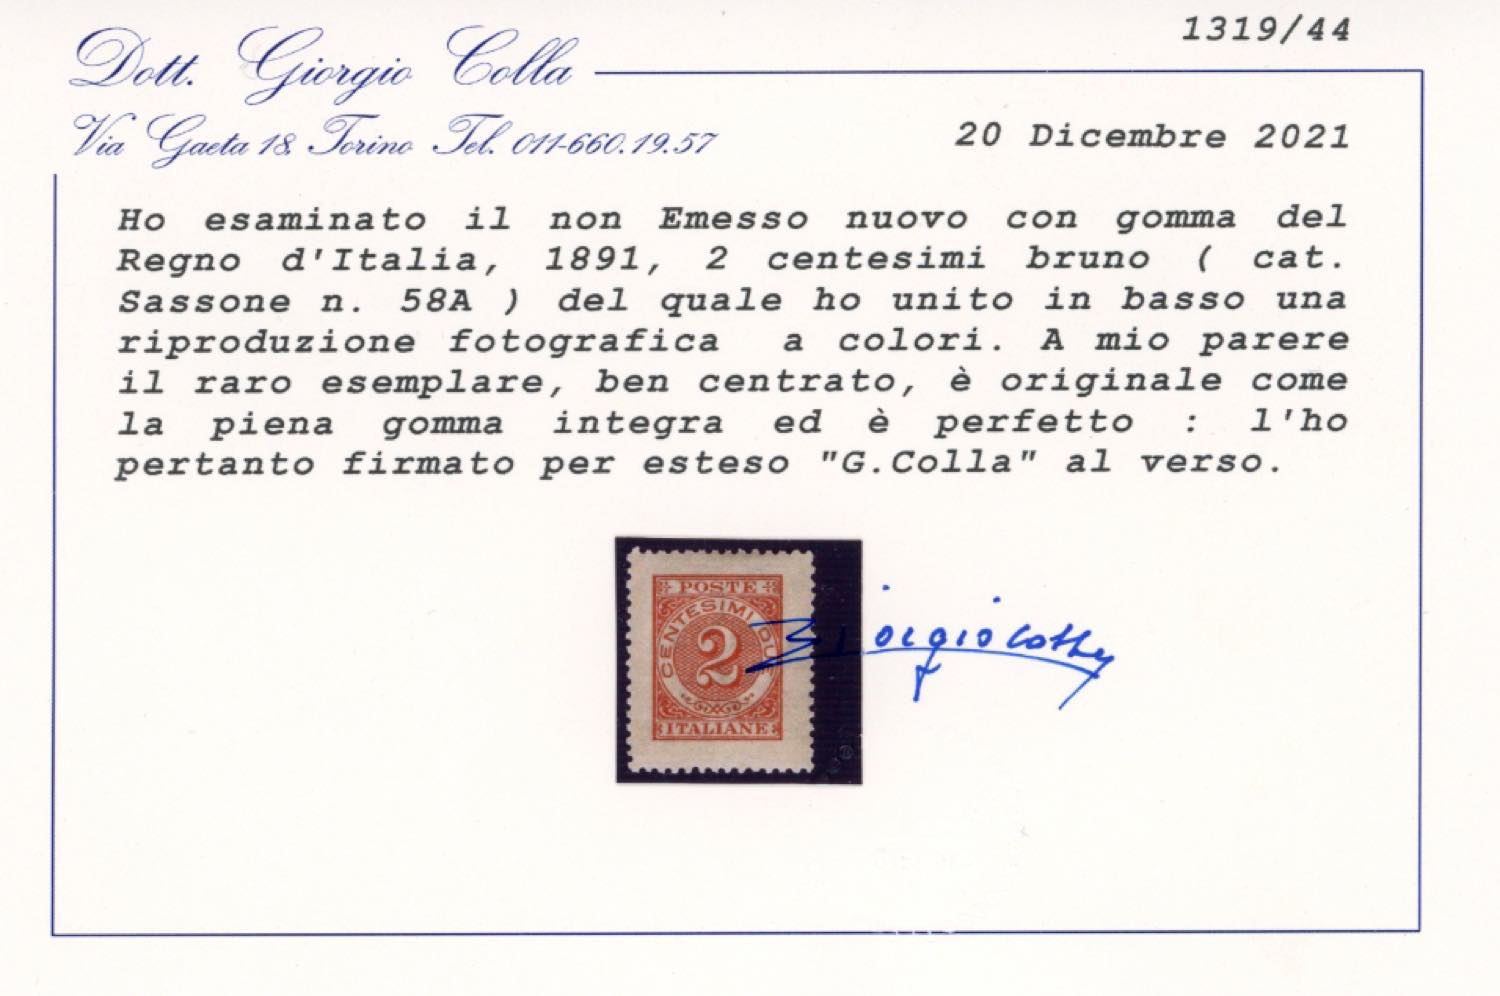 1319/44
Dott. Giorgio Colla
Via Gaeta 18. Torino Tel. 011-660.19.57
20 Dicembre 2021
Ho esaminato il non Emesso nuovo con gomma del
Regno d'Italia, 1891, 2 centesimi bruno ( cat.
Sassone n. 58A ) del quale ho unito in basso una
riproduzione fotografica a colori. A mio parere
il raro esemplare, ben centrato, è originale come
la piena gomma integra ed è perfetto : l'ho
pertanto firmato per esteso "G.Colla" al verso.
POSTE
CENTESIMI DUE
2
ITALIANE
Giorgio Colla